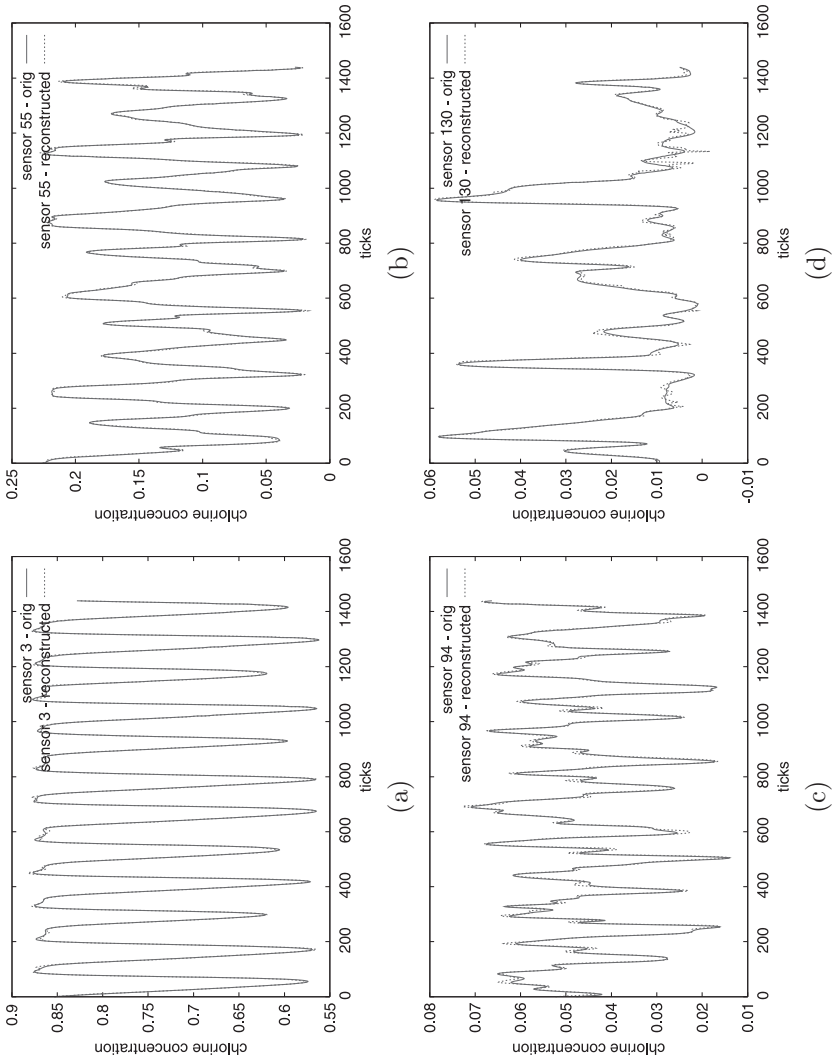 0.9
0.85
0.8
0.75
0.7
0.65
0.6
0.55
chlorine concentration
sensor 3 - orig
sensor 3 - reconstructed
0 200 400 600 800 1000 1200 1400 1600
ticks
(a)
0.25
0.2
0.15
0.1
0.05
0
chlorine concentration
sensor 55 - orig
sensor 55 - reconstructed
0 200 400 600 800 1000 1200 1400 1600
ticks
(b)
0.08
0.07
0.06
0.05
0.04
0.03
0.02
0.01
chlorine concentration
sensor 94 - orig
sensor 94 - reconstructed
0 200 400 600 800 1000 1200 1400 1600
ticks
(c)
0.06
0.05
0.04
0.03
0.02
0.01
0
-0.01
chlorine concentration
sensor 130 - orig
sensor 130 - reconstructed
0 200 400 600 800 1000 1200 1400 1600
ticks
(d)